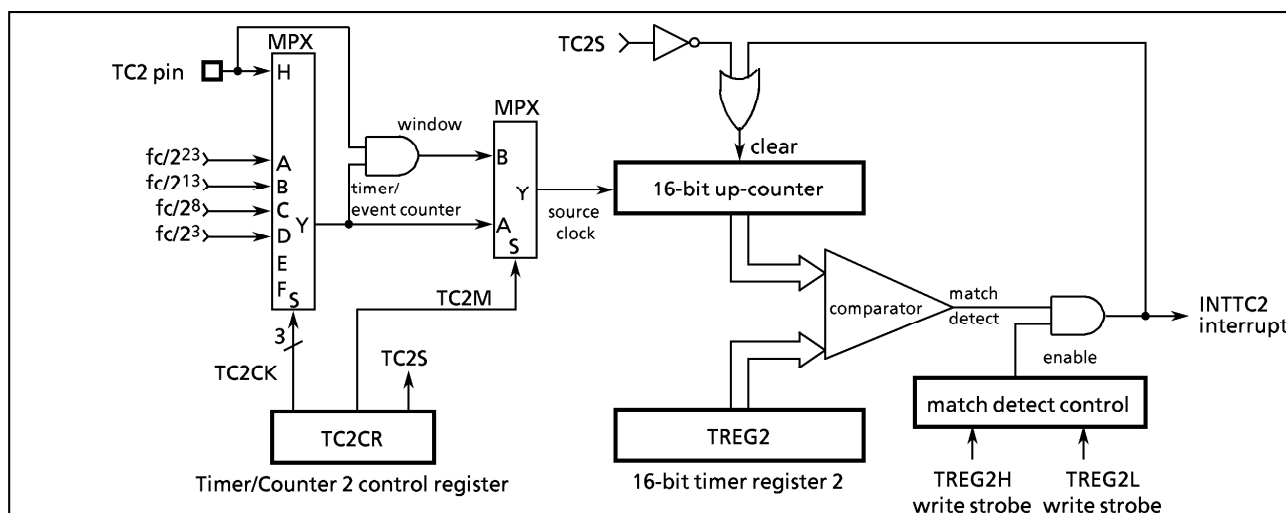 MPX
TC2 pin
H
fc/2²³
A
fc/2¹³
B
fc/2⁸
C
fc/2³
D
E
F
S
Y
window
timer/
event counter
MPX
B
Y
A
S
source
clock
TC2S
clear
16-bit up-counter
comparator
match
detect
enable
INTTC2
interrupt
match detect control
TREG2H
write strobe
TREG2L
write strobe
3
TC2CK
TC2M
TC2S
TC2CR
Timer/Counter 2 control register
TREG2
16-bit timer register 2